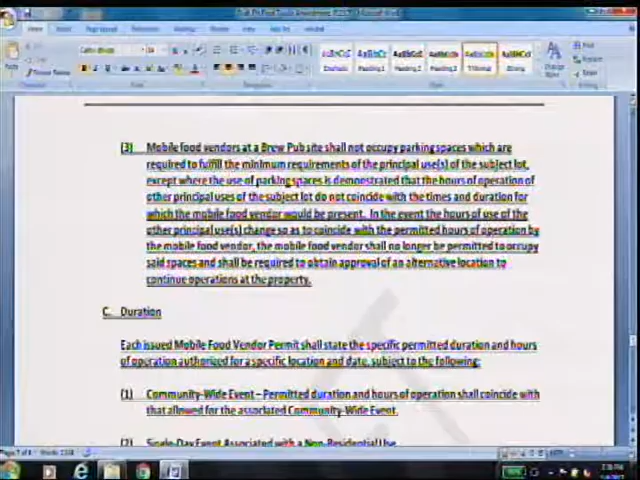 (3) Mobile food vendors at a Brew Pub site shall not occupy parking spaces which are
required to fulfill the minimum requirements of the principal use(s) of the subject lot,
except where the use of parking spaces is demonstrated that the hours of operation of
other principal uses of the subject lot do not coincide with the times and duration for
which the mobile food vendor would be present. In the event the hours of use of the
other principal use(s) change so as to coincide with the permitted hours of operation by
the mobile food vendor, the mobile food vendor shall no longer be permitted to occupy
said spaces and shall be required to obtain approval of an alternative location to
continue operations at the property.
C. Duration
Each issued Mobile Food Vendor Permit shall state the specific permitted duration and hours
of operation authorized for a specific location and date, subject to the following:
(1) Community-Wide Event – Permitted duration and hours of operation shall coincide with
that allowed for the associated Community-Wide Event.
(2) Single-Day Event Associated with a Non-Residential Use